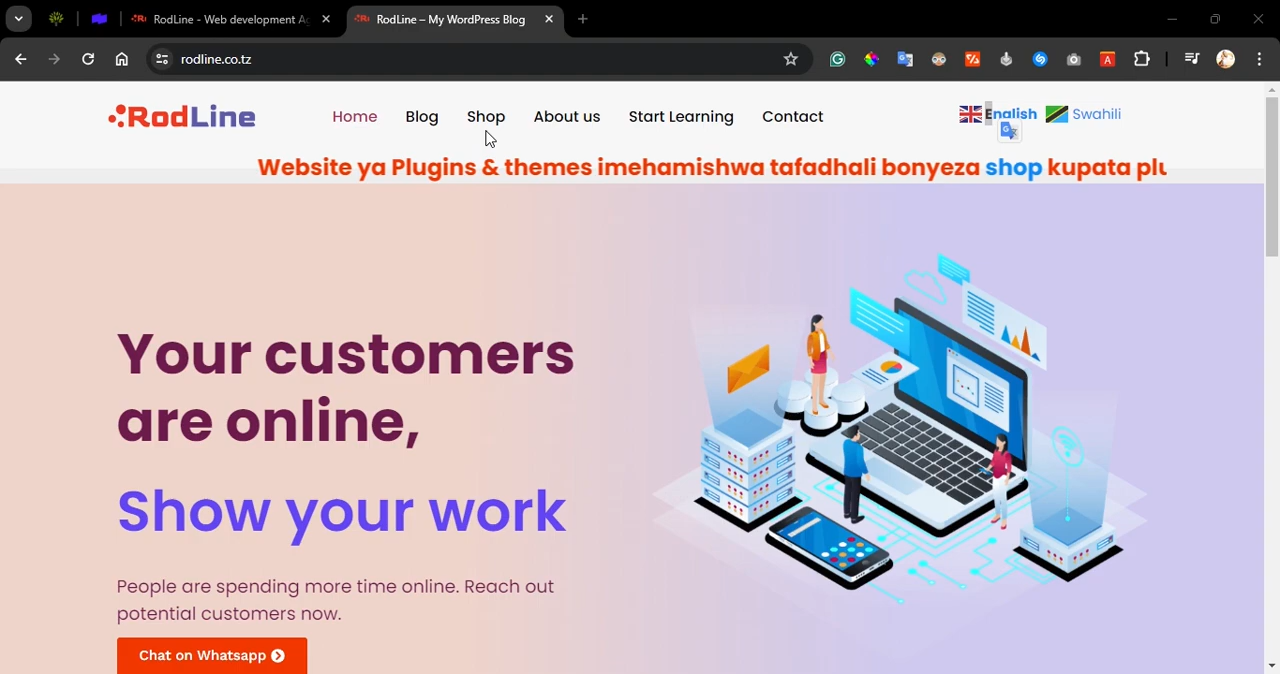 RodLine - Web development Ag
RodLine – My WordPress Blog
rodline.co.tz
RodLine
Home Blog Shop About us Start Learning Contact
English Swahili
Website ya Plugins & themes imehamishwa tafadhali bonyeza shop kupata plu
Your customers
are online,
Show your work
People are spending more time online. Reach out
potential customers now.
Chat on Whatsapp